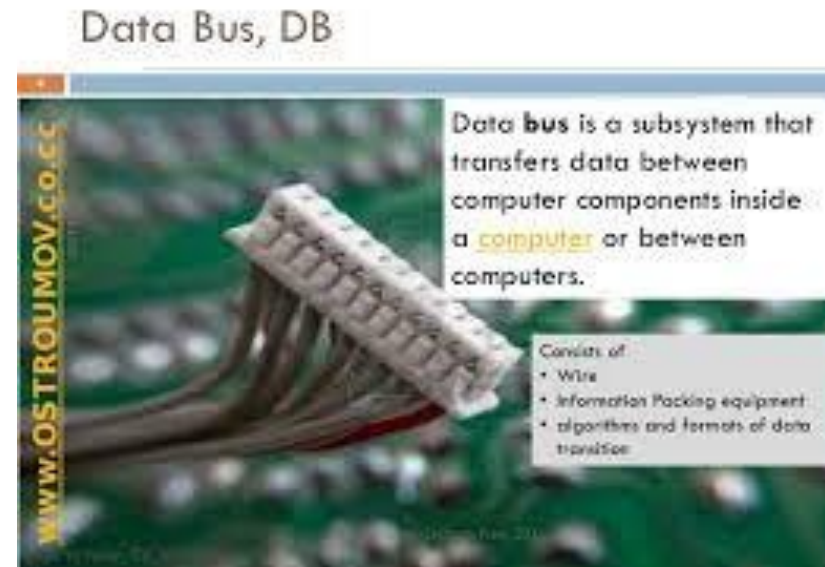 Data Bus, DB
Data bus is a subsystem that
transfers data between
computer components inside
a computer or between
computers.
Consists of
• Wire
• Information Packing equipment
• algorithms and formats of data
transition
www.OSTROUMOV.co.cc